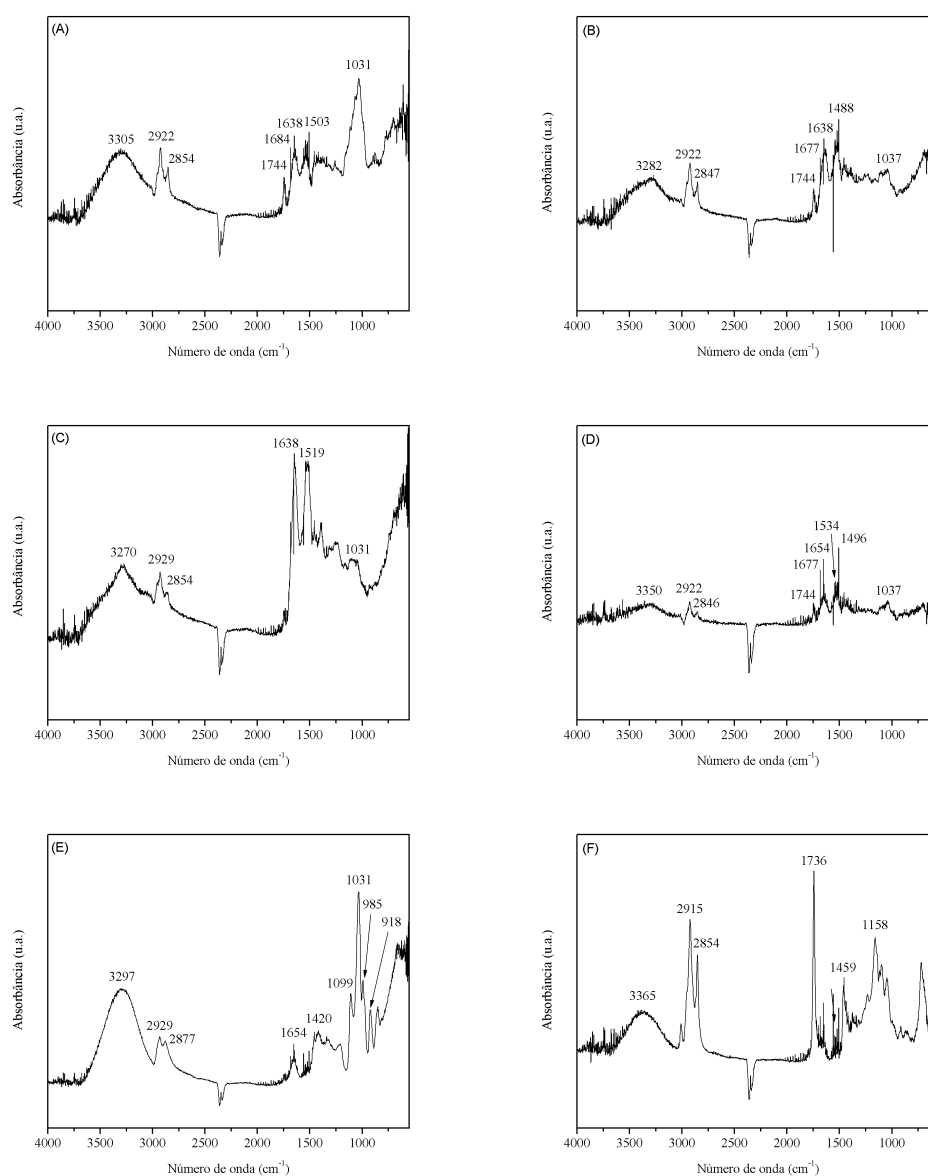 (A)
1031
3305
2922
2854
1638
1503
1684
1744
Absorbância (u.a.)
4000 3500 3000 2500 2000 1500 1000
Número de onda (cm-1)
(B)
1488
1638
1677
1744
2922
2847
3282
1037
Absorbância (u.a.)
4000 3500 3000 2500 2000 1500 1000
Número de onda (cm-1)
(C)
1638
1519
3270
2929
2854
1031
Absorbância (u.a.)
4000 3500 3000 2500 2000 1500 1000
Número de onda (cm-1)
(D)
1534
1496
1654
1677
1744
3350
2922
2846
1037
Absorbância (u.a.)
4000 3500 3000 2500 2000 1500 1000
Número de onda (cm-1)
(E)
1031
985
918
1099
3297
2929
2877
1654
1420
Absorbância (u.a.)
4000 3500 3000 2500 2000 1500 1000
Número de onda (cm-1)
(F)
1736
2915
2854
1158
1459
3365
Absorbância (u.a.)
4000 3500 3000 2500 2000 1500 1000
Número de onda (cm-1)